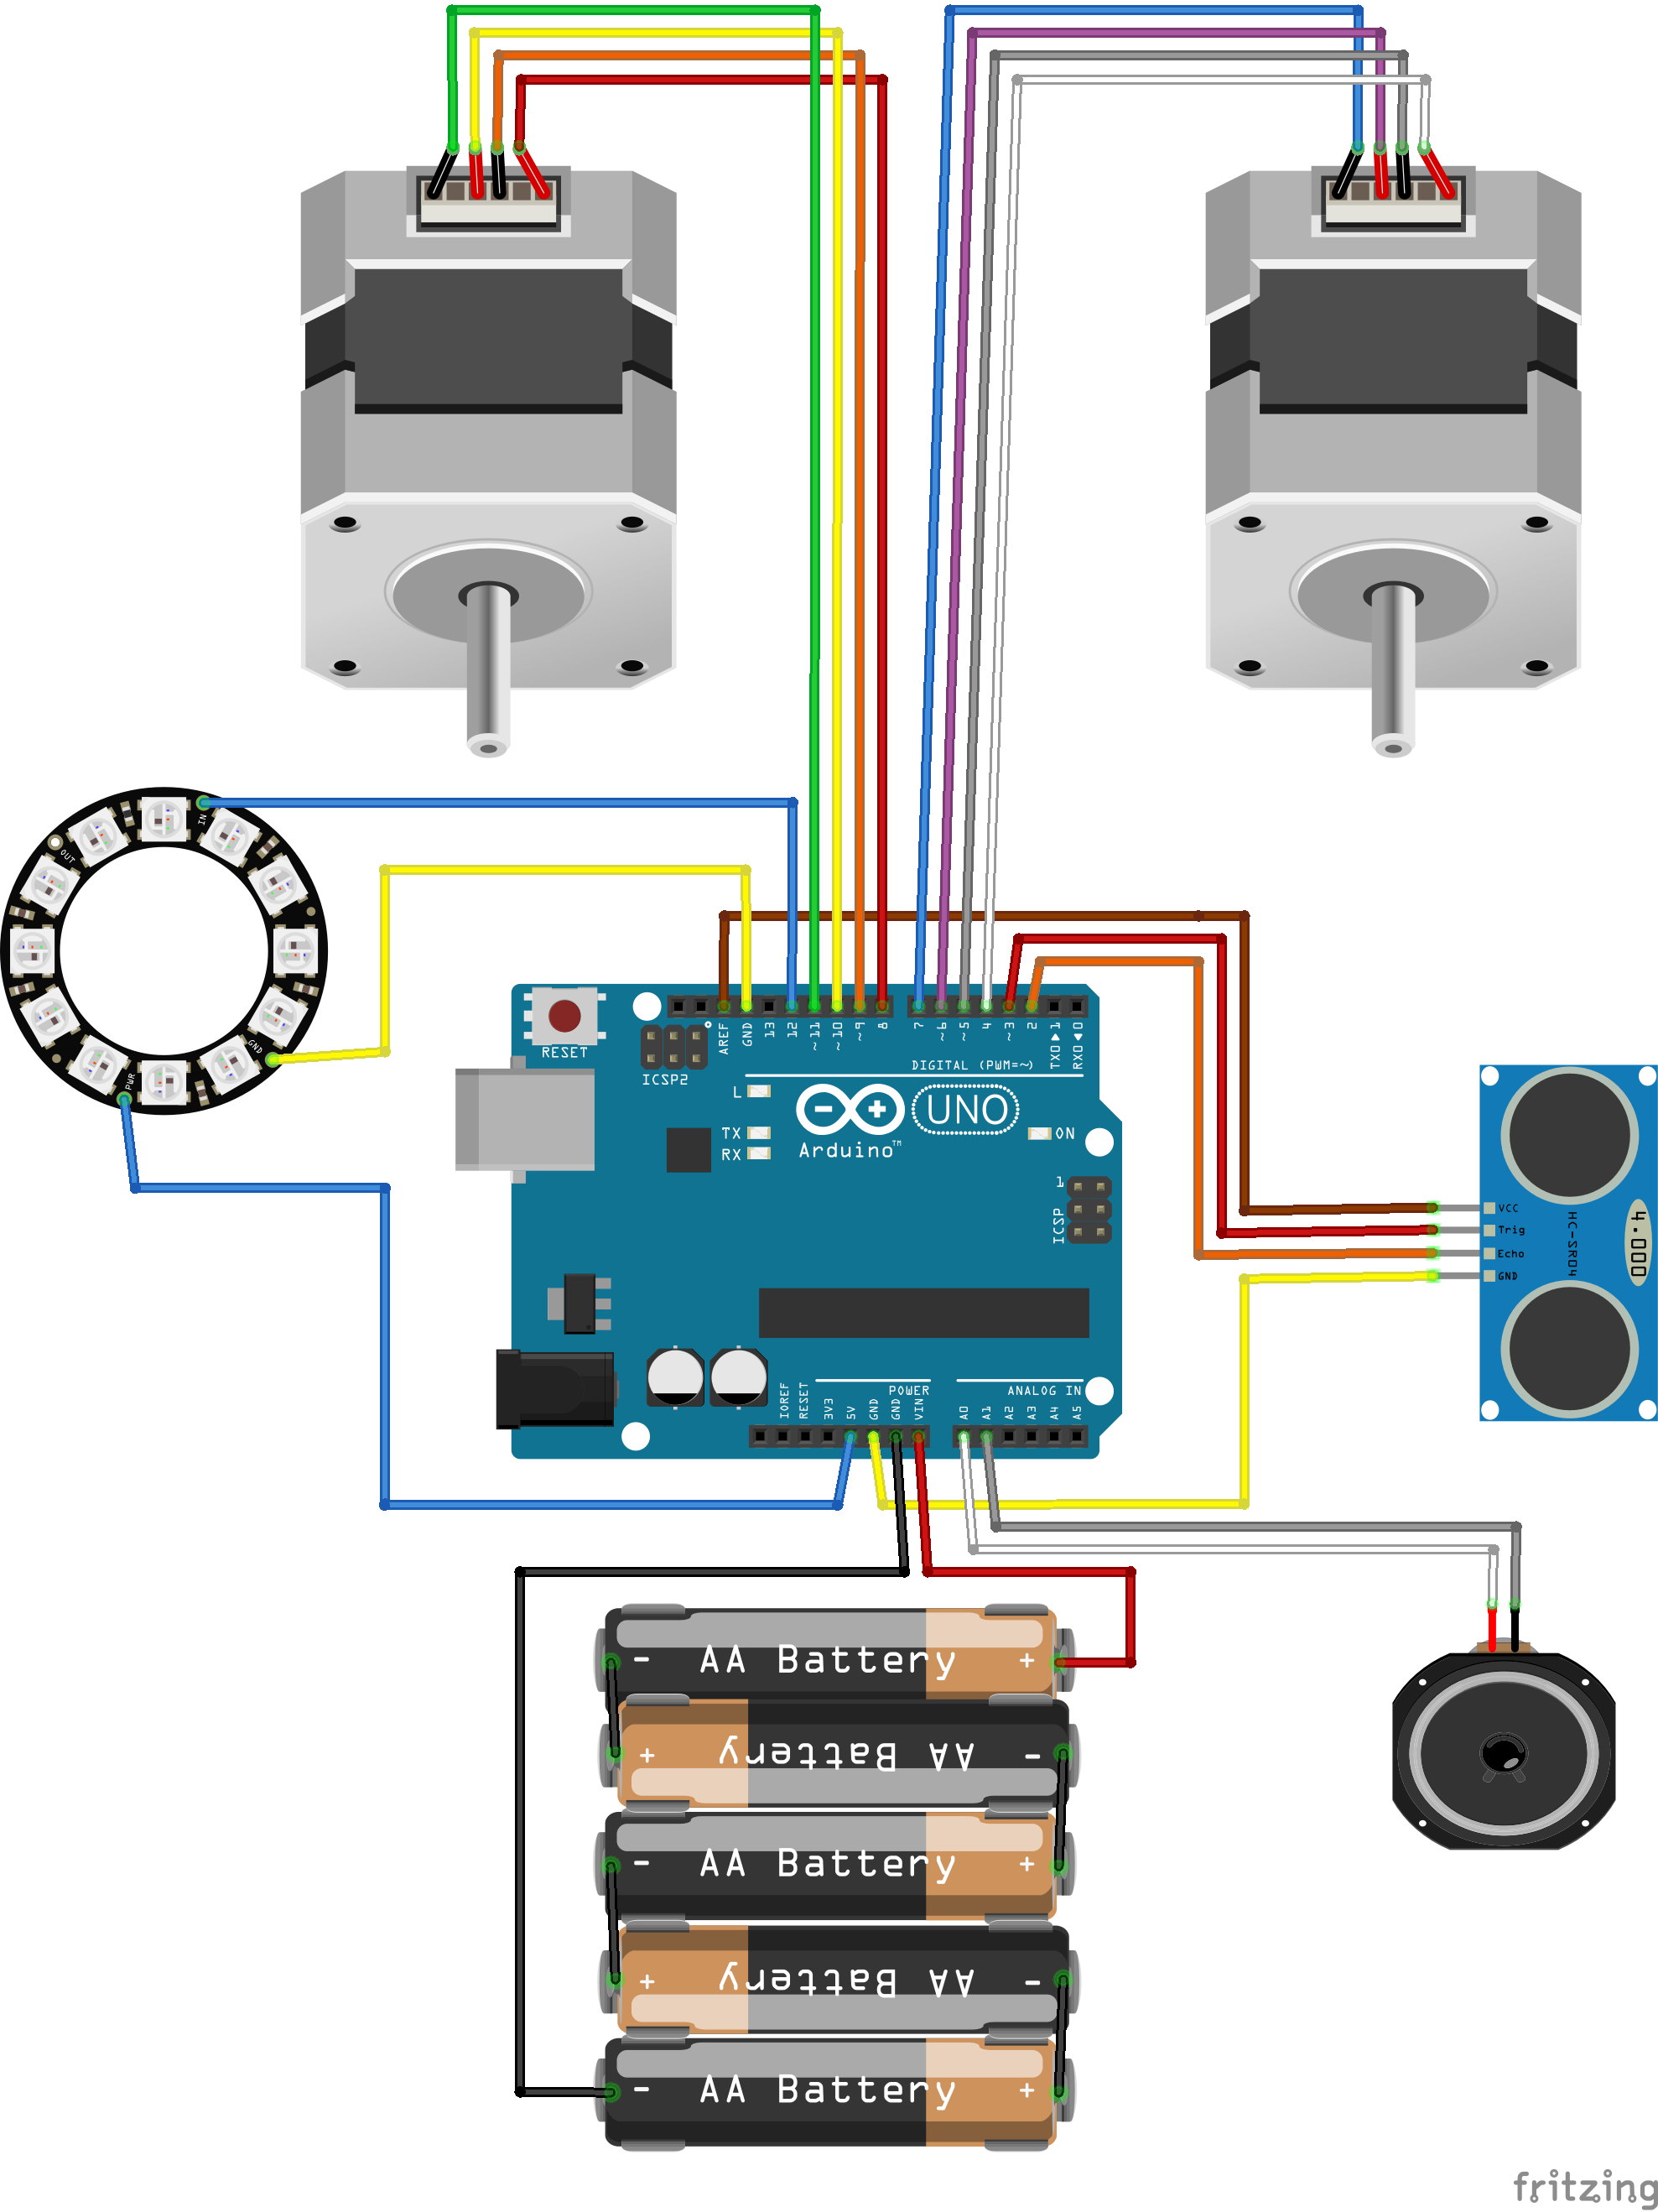 IN
OUT
GND
PWR
RESET
ICSP2
AREF
GND
13
12
~11
~10
~9
8
7
~6
~5
4
~3
2
TX0▶1
RX0◀0
DIGITAL (PWM=~)
L
TX
RX
UNO
Arduino™
ON
1
ICSP
IOREF
RESET
3V3
5V
GND
GND
VIN
POWER
A0
A1
A2
A3
A4
A5
ANALOG IN
VCC
Trig
Echo
GND
HC-SR04
4.000
- AA Battery +
- AA Battery +
- AA Battery +
- AA Battery +
- AA Battery +
fritzing